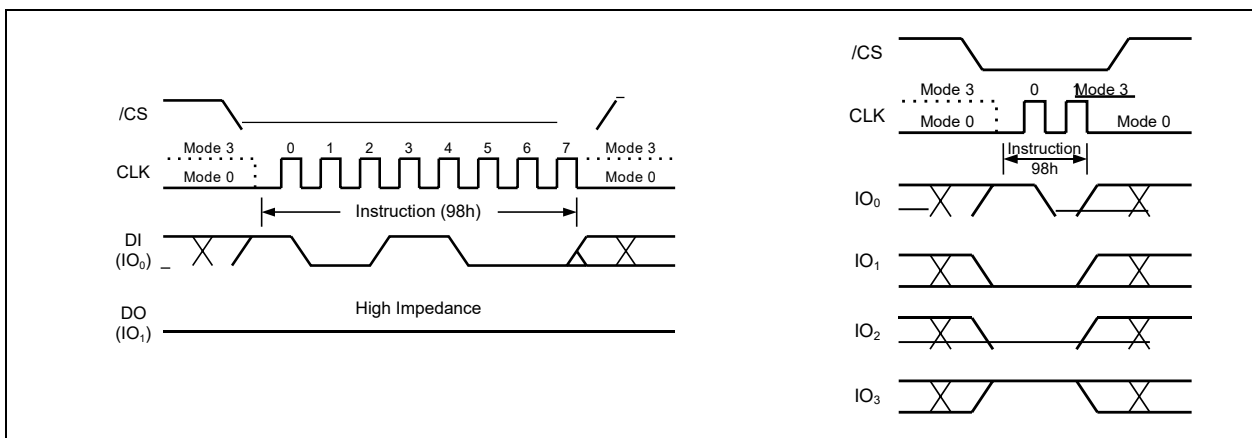 /CS
Mode 3 0 1 2 3 4 5 6 7 Mode 3
CLK
Mode 0 Mode 0
Instruction (98h)
DI
(IO₀)
High Impedance
DO
(IO₁)
/CS
Mode 3 0 1 Mode 3
CLK
Mode 0 Mode 0
Instruction
98h
IO₀
IO₁
IO₂
IO₃